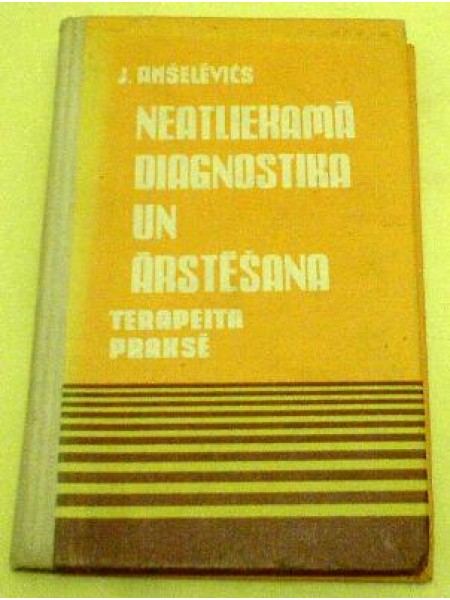 J. ANŠELĒVIČS
NEATLIEKAMĀ
DIAGNOSTIKA
UN
ĀRSTĒŠANA
TERAPEITA
PRAKSĒ